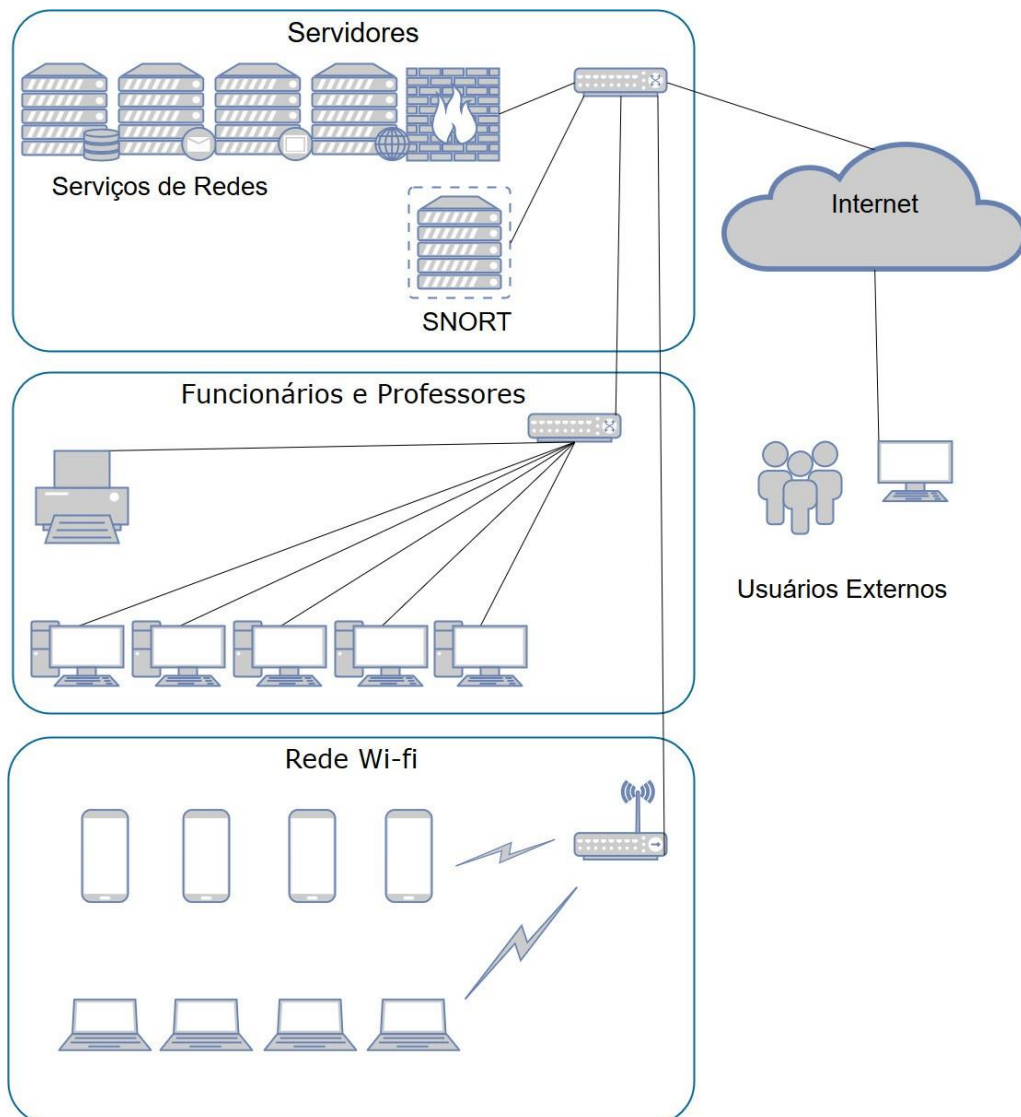 Servidores
Serviços de Redes
Internet
SNORT
Funcionários e Professores
Usuários Externos
Rede Wi-fi